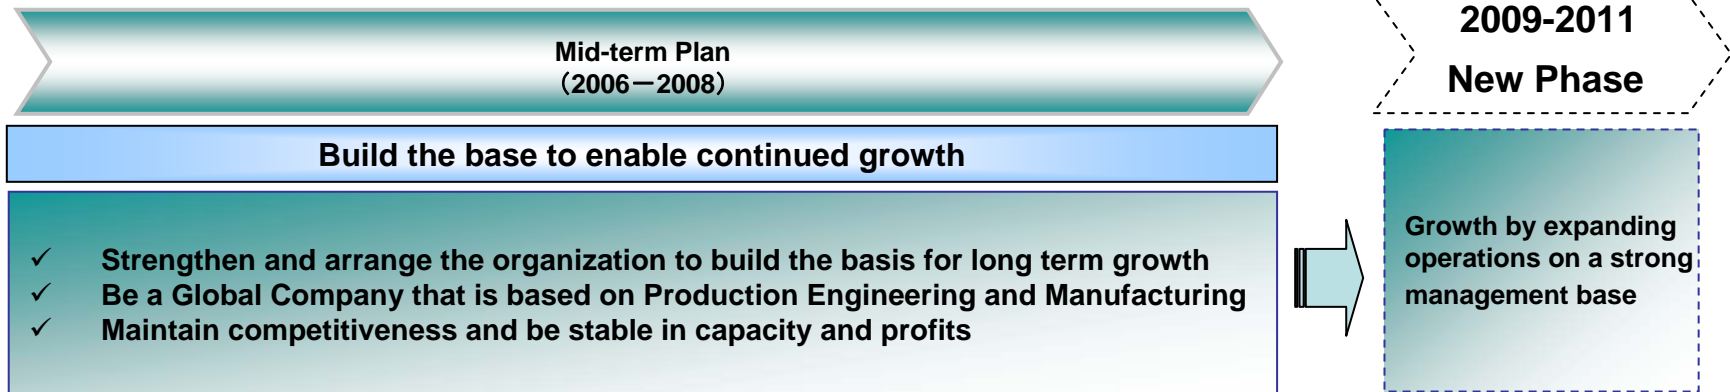 Mid-term Plan
（2006－2008）
2009-2011
New Phase
Build the base to enable continued growth
✓ Strengthen and arrange the organization to build the basis for long term growth
✓ Be a Global Company that is based on Production Engineering and Manufacturing
✓ Maintain competitiveness and be stable in capacity and profits
Growth by expanding
operations on a strong
management base